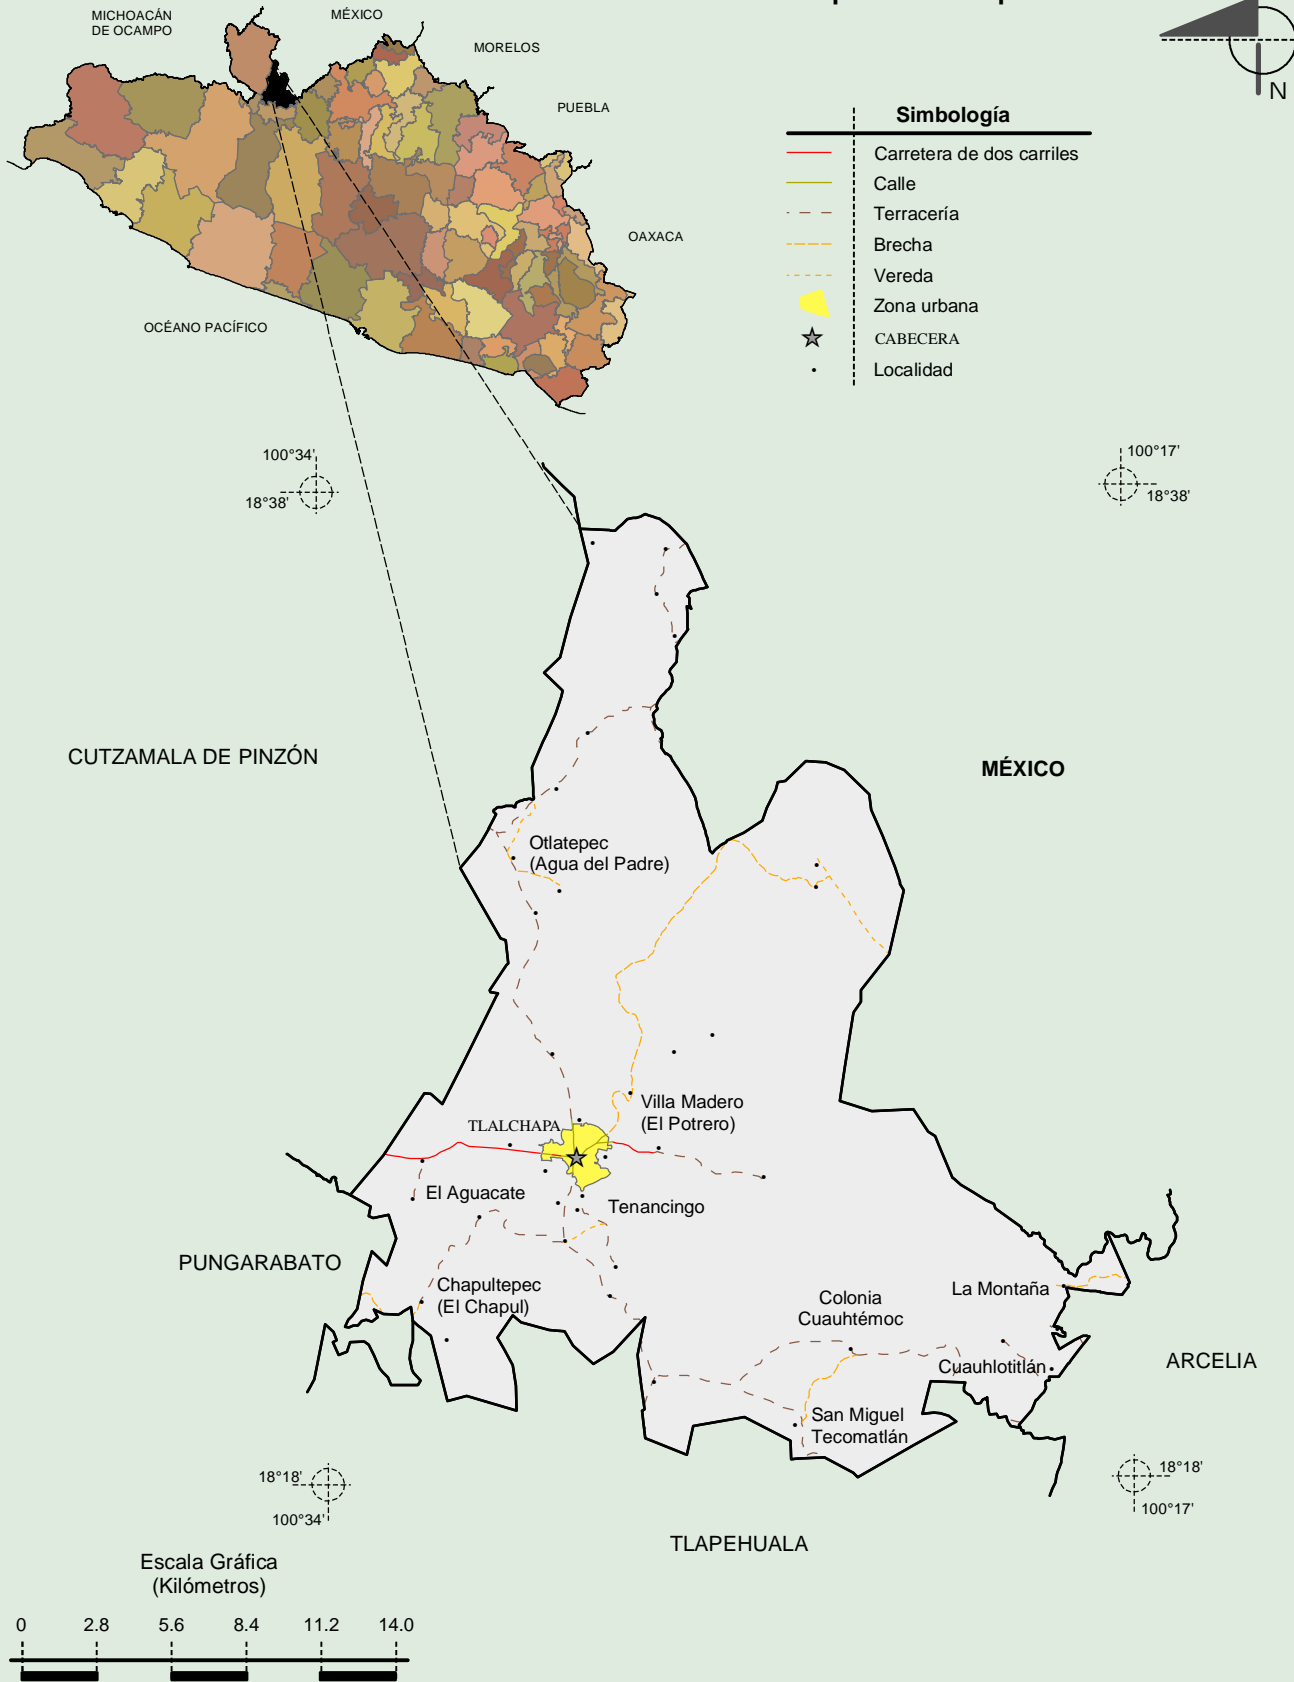 MICHOACÁN
DE OCAMPO
MÉXICO
MORELOS
PUEBLA
OAXACA
OCÉANO PACÍFICO
N
Simbología
Carretera de dos carriles
Calle
Terracería
Brecha
Vereda
Zona urbana
CABECERA
Localidad
100°34'
18°38'
100°17'
18°38'
CUTZAMALA DE PINZÓN
MÉXICO
Otlatepec
(Agua del Padre)
Villa Madero
(El Potrero)
TLALCHAPA
El Aguacate
Tenancingo
PUNGARABATO
Chapultepec
(El Chapul)
La Montaña
Colonia
Cuauhtémoc
Cuauhlotitlán
ARCELIA
San Miguel
Tecomatlán
18°18'
100°34'
18°18'
100°17'
TLAPEHUALA
Escala Gráfica
(Kilómetros)
0 2.8 5.6 8.4 11.2 14.0